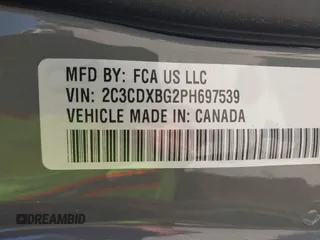 MFD BY: FCA US LLC
VIN: 2C3CDXBG2PH697539
VEHICLE MADE IN: CANADA
DREAMBID